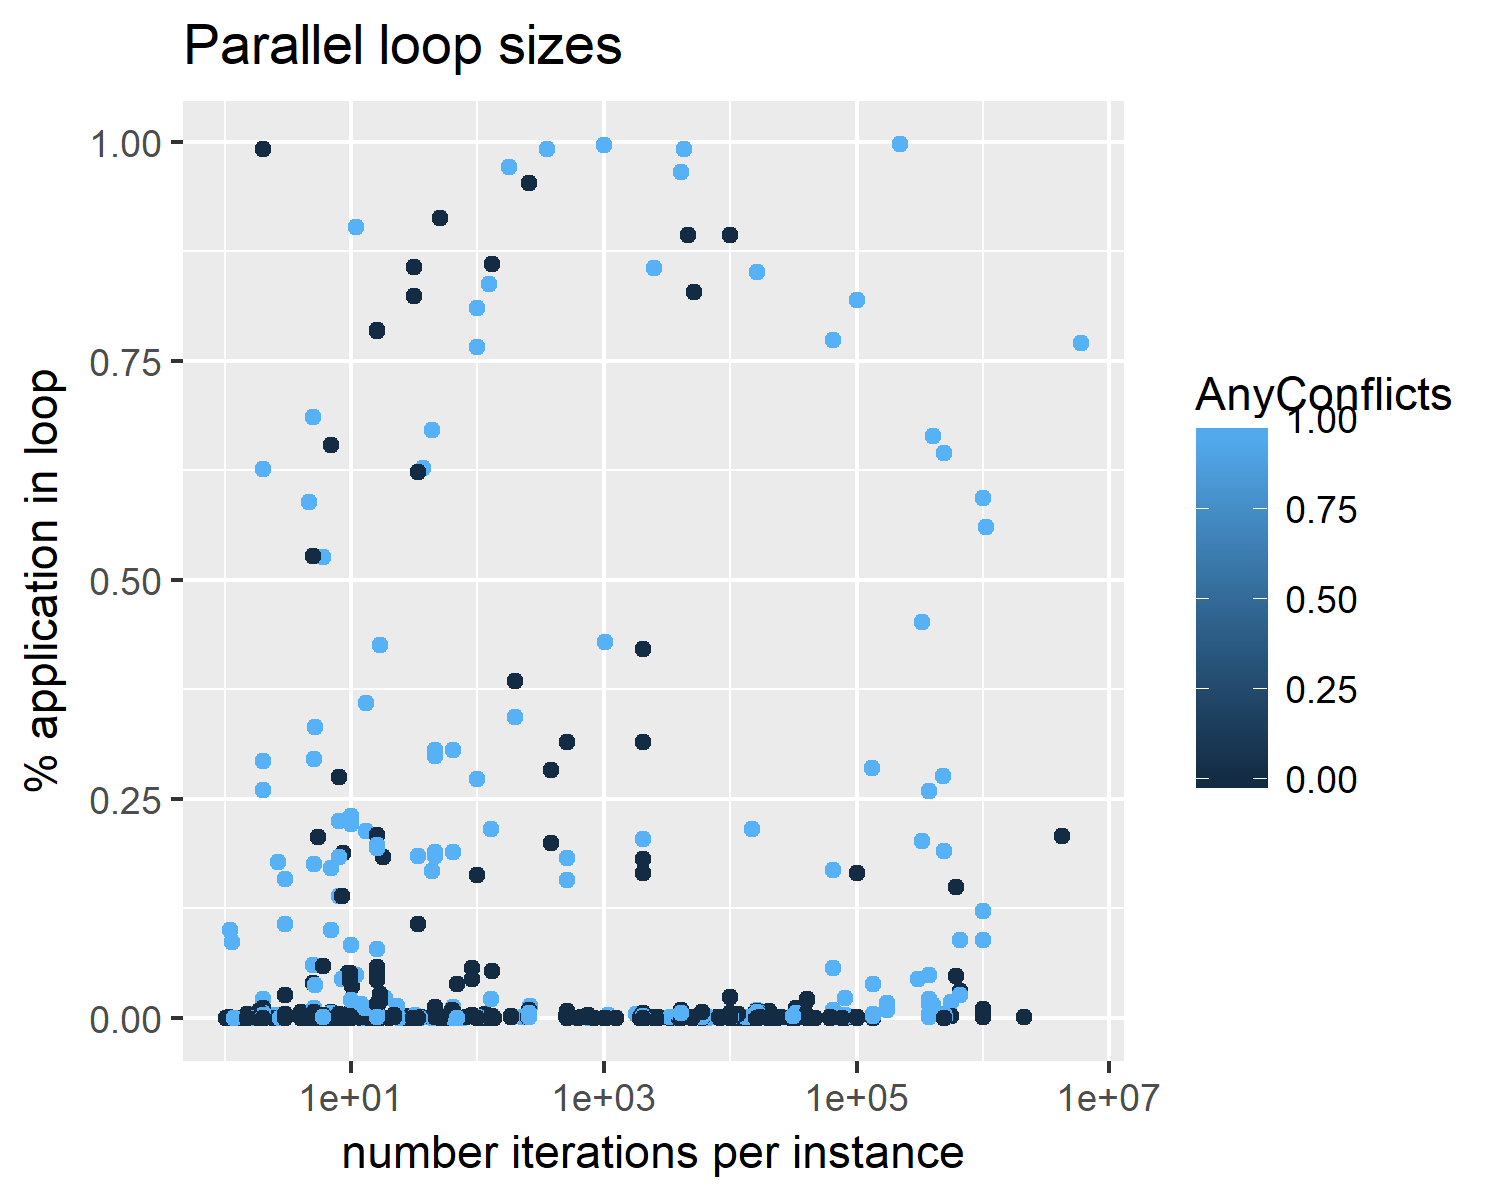 Parallel loop sizes
% application in loop
1.00
0.75
0.50
0.25
0.00
1e+01 1e+03 1e+05 1e+07
number iterations per instance
AnyConflicts
1.00
0.75
0.50
0.25
0.00